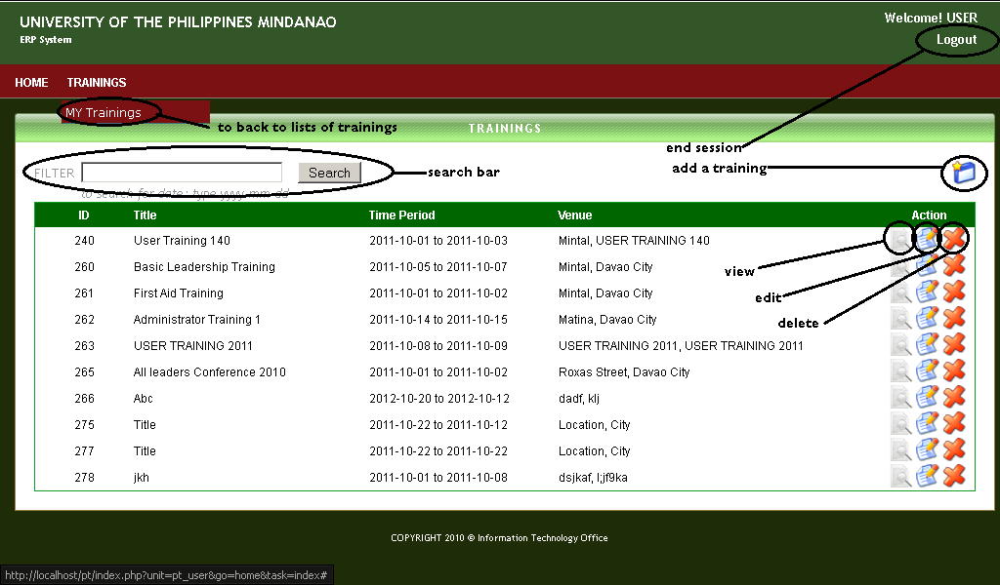 UNIVERSITY OF THE PHILIPPINES MINDANAO
ERP System
Welcome! USER
Logout
HOME TRAININGS
MY Trainings
to back to lists of trainings
TRAININGS
end session
add a training
FILTER Search
search bar
to search for date : type yyyy-mm-dd
ID Title Time Period Venue Action
240 User Training 140 2011-10-01 to 2011-10-03 Mintal, USER TRAINING 140
260 Basic Leadership Training 2011-10-05 to 2011-10-07 Mintal, Davao City
view
261 First Aid Training 2011-10-01 to 2011-10-02 Mintal, Davao City
edit
262 Administrator Training 1 2011-10-14 to 2011-10-15 Matina, Davao City
delete
263 USER TRAINING 2011 2011-10-08 to 2011-10-09 USER TRAINING 2011, USER TRAINING 2011
265 All leaders Conference 2010 2011-10-01 to 2011-10-02 Roxas Street, Davao City
266 Abc 2012-10-20 to 2012-10-12 dadf, klj
275 Title 2011-10-22 to 2011-10-12 Location, City
277 Title 2011-10-22 to 2011-10-22 Location, City
278 jkh 2011-10-01 to 2011-10-08 dsjkaf, l;jf9ka
COPYRIGHT 2010 © Information Technology Office
http://localhost/pt/index.php?unit=pt_user&go=home&task=index#